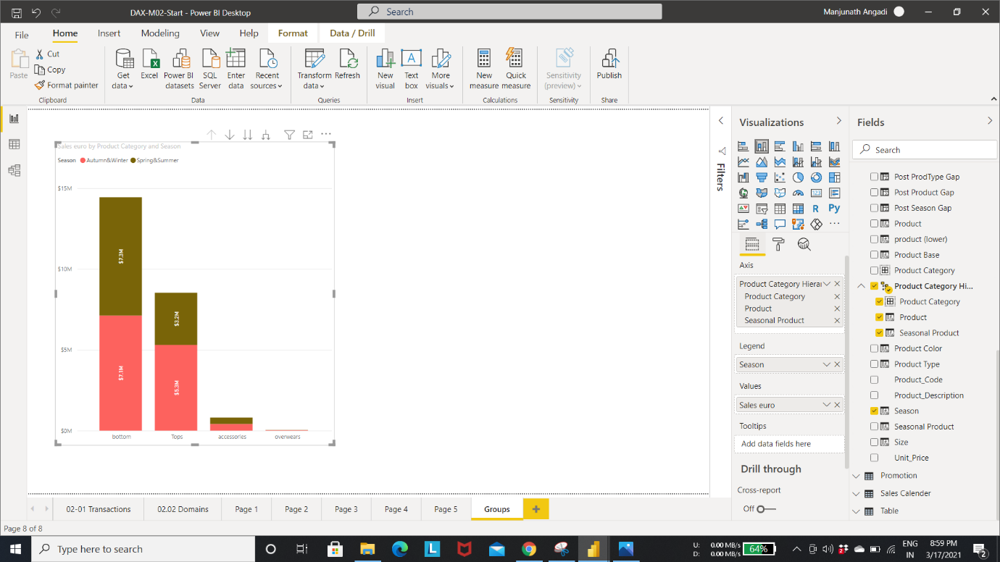 DAX-M02-Start - Power BI Desktop
Search
Manjunath Angadi
File Home Insert Modeling View Help Format Data / Drill
Paste
Cut
Copy
Format painter
Clipboard
Get data
Excel
Power BI datasets
SQL Server
Enter data
Recent sources
Data
Transform data
Refresh
Queries
New visual
Text box
More visuals
Insert
New measure
Quick measure
Calculations
Sensitivity (preview)
Sensitivity
Publish
Share
Sales euro by Product Category and Season
Season Autumn&Winter Spring&Summer
$15M
$10M
$5M
$0M
$7.3M
$7.1M
$3.2M
$5.3M
bottom Tops accessories overwears
Filters
Visualizations
123
R Py
Axis
Product Category Hierar
Product Category
Product
Seasonal Product
Legend
Season
Values
Sales euro
Tooltips
Add data fields here
Drill through
Cross-report
Off
Fields
Search
Post ProdType Gap
Post Product Gap
Post Season Gap
Product
product (lower)
Product Base
Product Category
Product Category Hi...
Product Category
Product
Seasonal Product
Product Color
Product Type
Product_Code
Product_Description
Season
Seasonal Product
Size
Unit_Price
Promotion
Sales Calender
Table
02-01 Transactions 02.02 Domains Page 1 Page 2 Page 3 Page 4 Page 5 Groups
Page 8 of 8
Type here to search
L
U: 0.00 MB/s
D: 0.00 MB/s
64%
2
ENG
IN
8:59 PM
3/17/2021
2